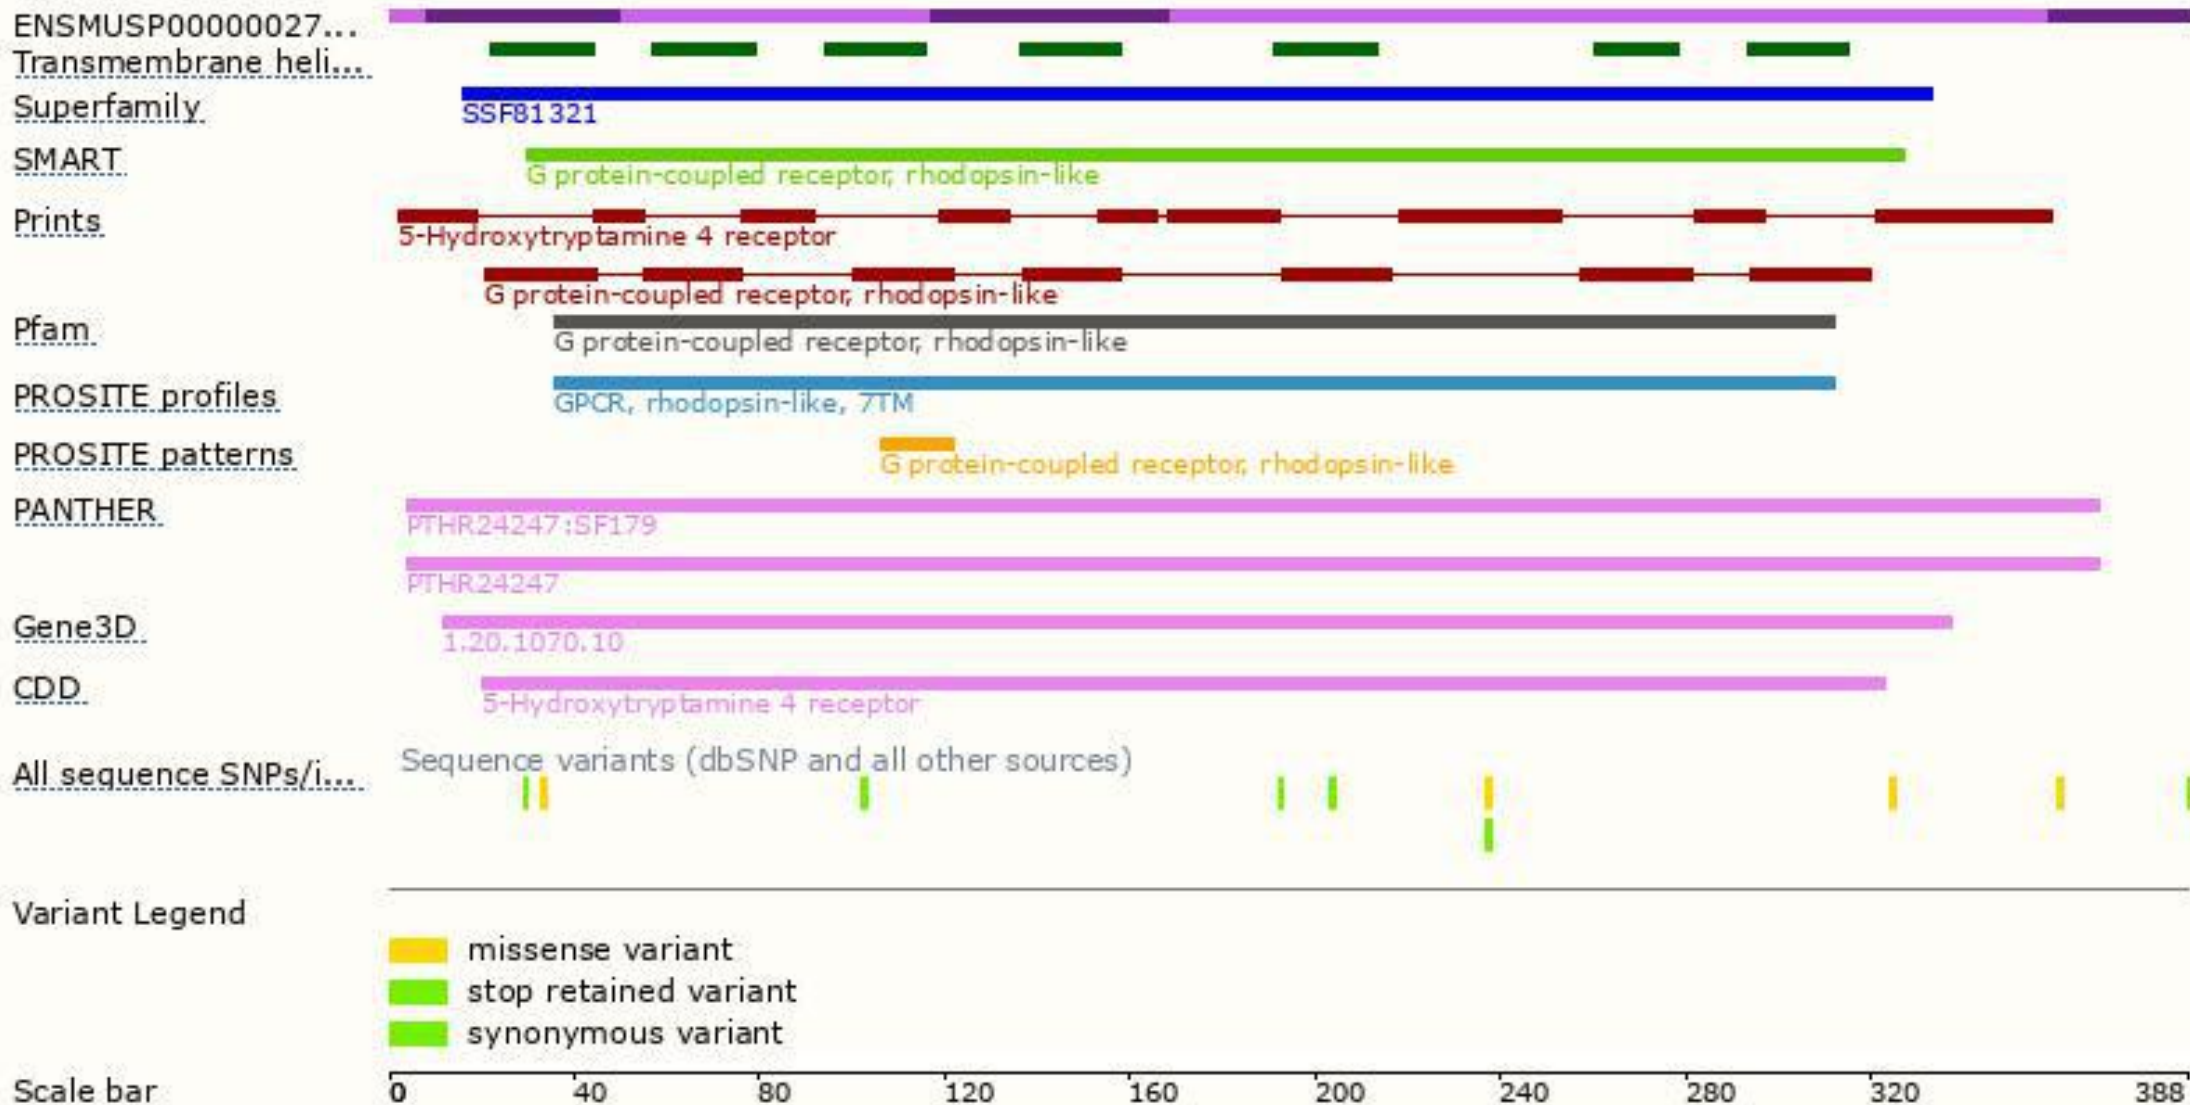 ENSMUSP00000027...
Transmembrane heli...
Superfamily
SSF81321
SMART
G protein-coupled receptor, rhodopsin-like
Prints
5-Hydroxytryptamine 4 receptor
G protein-coupled receptor, rhodopsin-like
Pfam
G protein-coupled receptor, rhodopsin-like
PROSITE profiles
GPCR, rhodopsin-like, 7TM
PROSITE patterns
G protein-coupled receptor, rhodopsin-like
PANTHER
PTHR24247:SF179
PTHR24247
Gene3D
1.20.1070.10
CDD
5-Hydroxytryptamine 4 receptor
Sequence variants (dbSNP and all other sources)
All sequence SNPs/i...
Variant Legend
missense variant
stop retained variant
synonymous variant
Scale bar 0 40 80 120 160 200 240 280 320 388